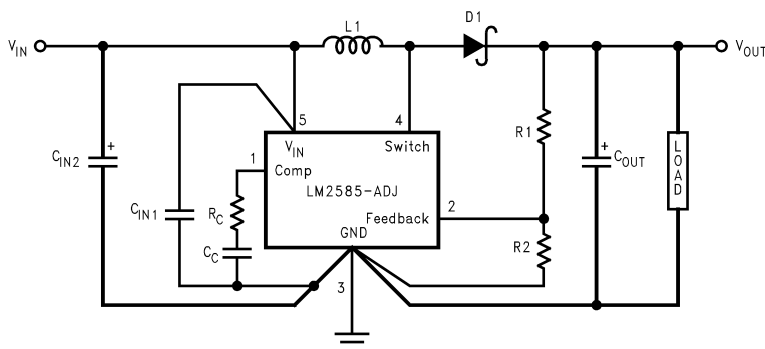 L1
D1
VIN
VOUT
5
4
VIN
Switch
R1
CIN2
+
1
Comp
LM2585-ADJ
+
COUT
LOAD
CIN1
RC
Feedback
2
GND
R2
CC
3